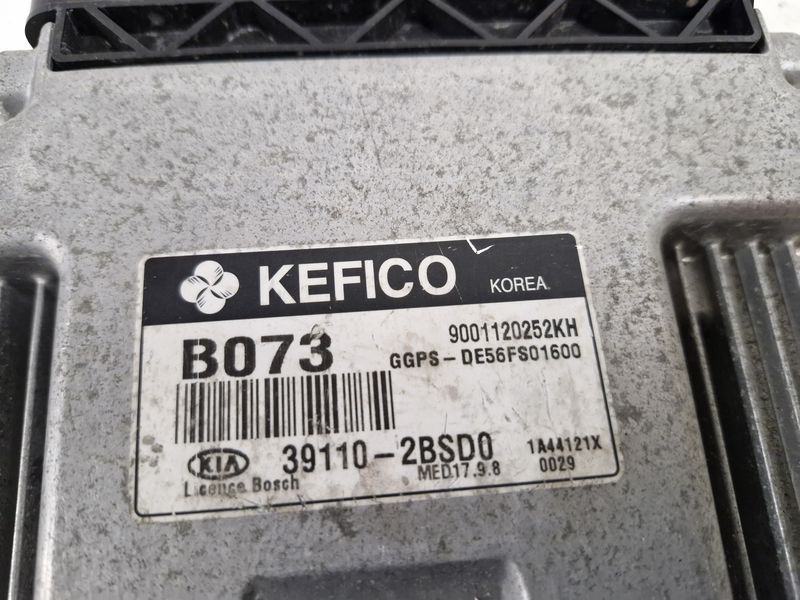 KEFICO KOREA
B073 9001120252KH
GGPS-DE56FS01600
KIA 39110-2BSD0 1A44121X
Licence Bosch MED17.9.8 0029